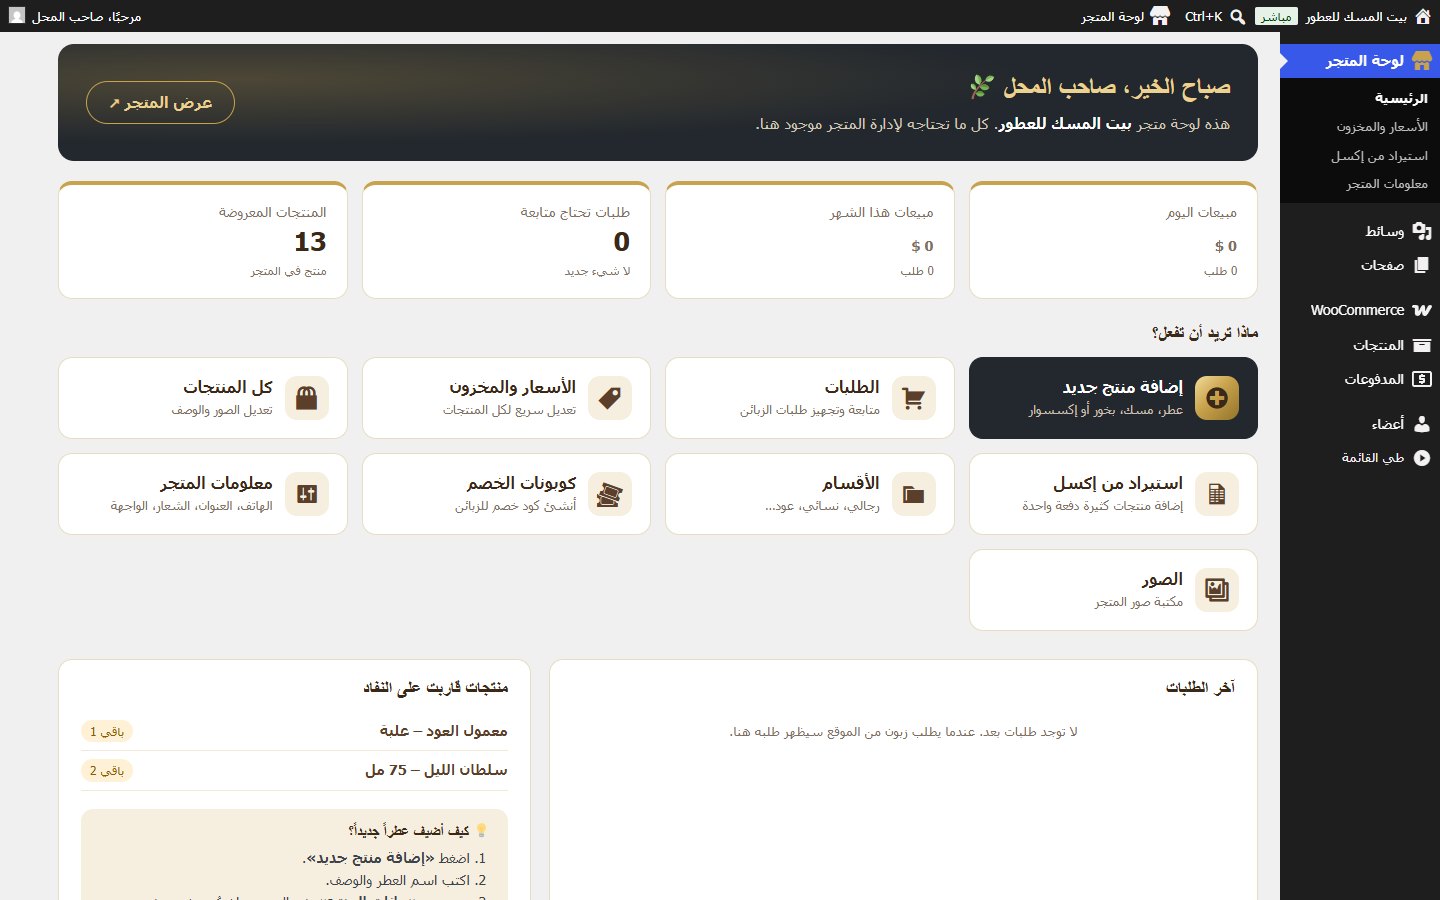 بيت المسك للعطور
مباشر
Ctrl+K
لوحة المتجر
مرحبًا، صاحب المحل
لوحة المتجر
الرئيسية
الأسعار والمخزون
استيراد من إكسل
معلومات المتجر
وسائط
صفحات
WooCommerce
المنتجات
المدفوعات
أعضاء
طي القائمة
صباح الخير، صاحب المحل 🌿
هذه لوحة متجر بيت المسك للعطور. كل ما تحتاجه لإدارة المتجر موجود هنا.
عرض المتجر ↗
مبيعات اليوم
0 $
0 طلب
مبيعات هذا الشهر
0 $
0 طلب
طلبات تحتاج متابعة
0
لا شيء جديد
المنتجات المعروضة
13
منتج في المتجر
ماذا تريد أن تفعل؟
إضافة منتج جديد
عطر، مسك، بخور أو إكسسوار
الطلبات
متابعة وتجهيز طلبات الزبائن
الأسعار والمخزون
تعديل سريع لكل المنتجات
كل المنتجات
تعديل الصور والوصف
استيراد من إكسل
إضافة منتجات كثيرة دفعة واحدة
الأقسام
رجالي، نسائي، عود...
كوبونات الخصم
أنشئ كود خصم للزبائن
معلومات المتجر
الهاتف، العنوان، الشعار، الواجهة
الصور
مكتبة صور المتجر
آخر الطلبات
لا توجد طلبات بعد. عندما يطلب زبون من الموقع سيظهر طلبه هنا.
منتجات قاربت على النفاد
معمول العود – علبة
باقي 1
سلطان الليل – 75 مل
باقي 2
💡 كيف أضيف عطراً جديداً؟
1. اضغط «إضافة منتج جديد».
2. اكتب اسم العطر والوصف.